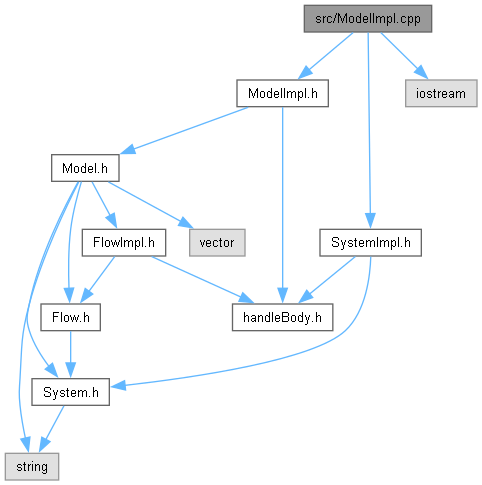 src/ModelImpl.cpp
ModelImpl.h
iostream
Model.h
FlowImpl.h
vector
SystemImpl.h
Flow.h
handleBody.h
System.h
string